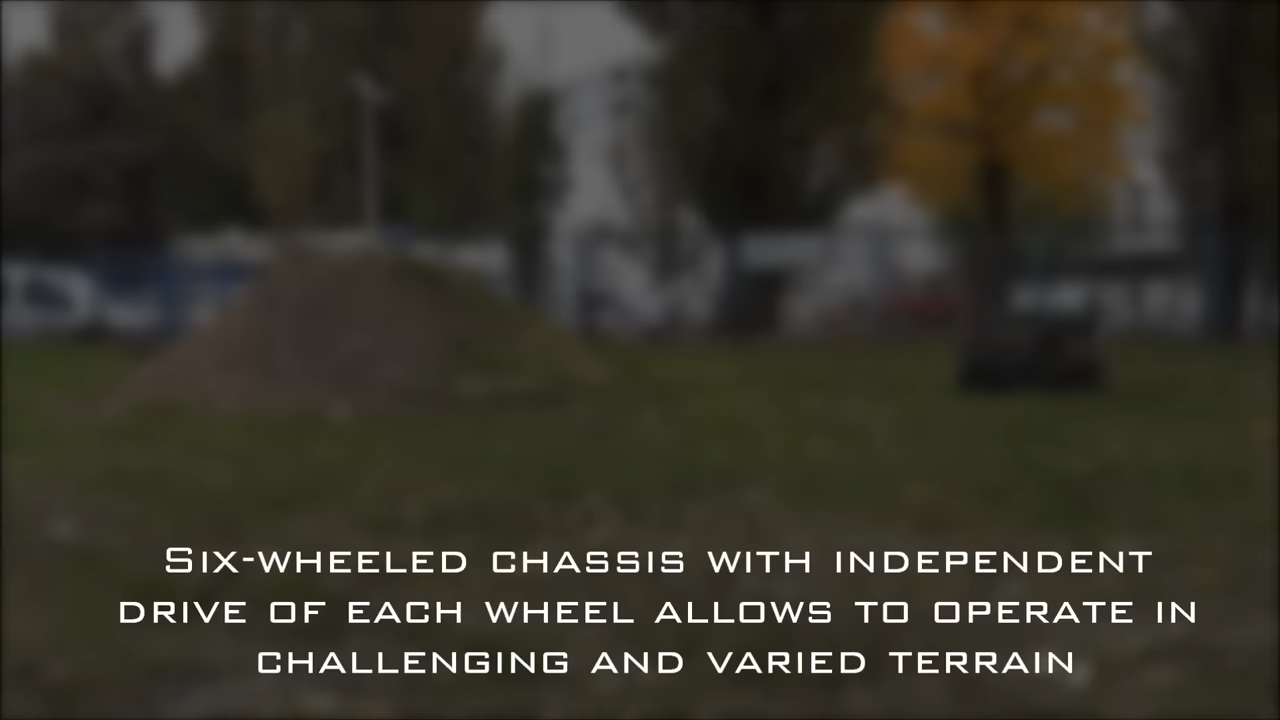 Six-wheeled chassis with independent
drive of each wheel allows to operate in
challenging and varied terrain